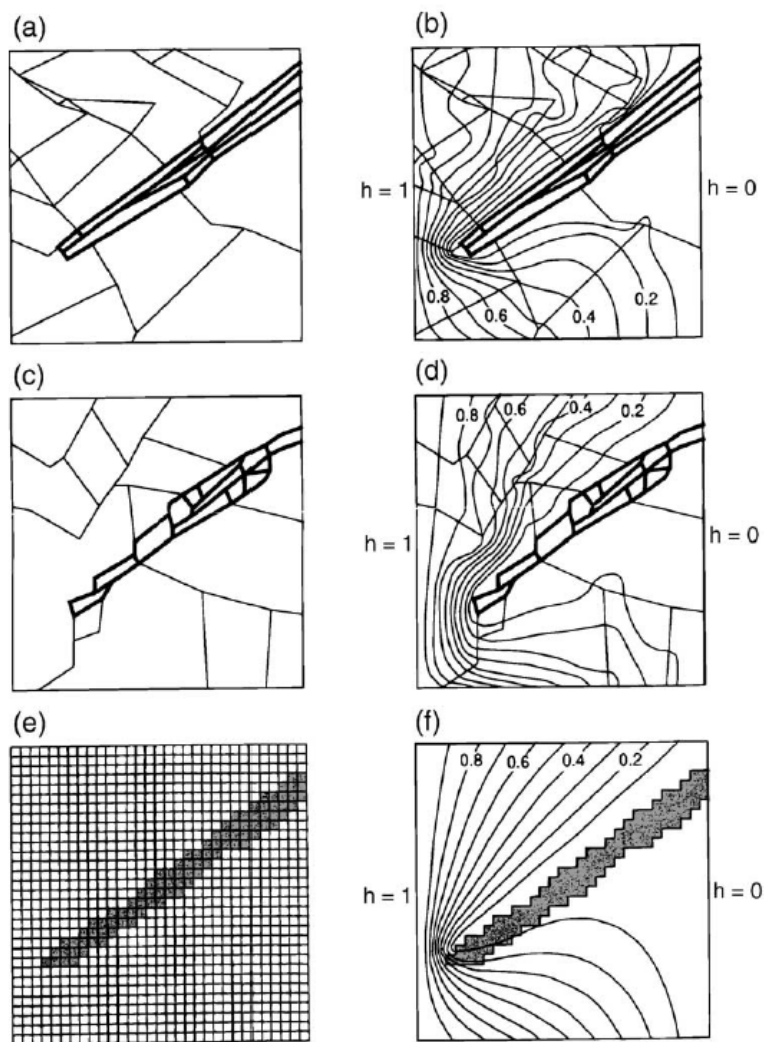 (a)
(b)
h = 1
h = 0
0.8
0.6
0.4
0.2
(c)
(d)
0.8
0.6
0.4
0.2
h = 1
h = 0
(e)
(f)
0.8
0.6
0.4
0.2
h = 1
h = 0